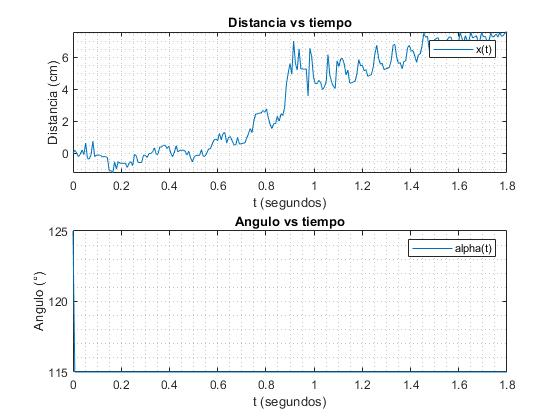 Distancia vs tiempo
x(t)
Distancia (cm)
6
4
2
0
0 0.2 0.4 0.6 0.8 1 1.2 1.4 1.6 1.8
t (segundos)
Angulo vs tiempo
alpha(t)
Angulo (°)
125
120
115
0 0.2 0.4 0.6 0.8 1 1.2 1.4 1.6 1.8
t (segundos)